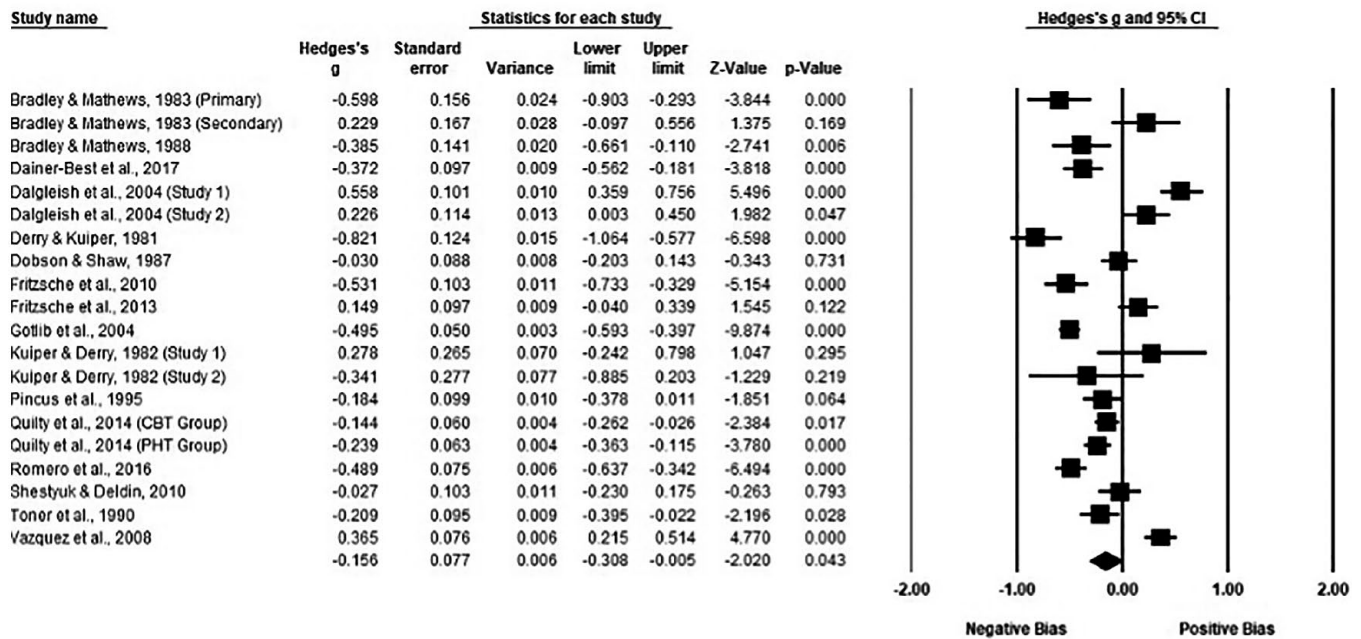 Study name Statistics for each study Hedges's g and 95% CI
Hedges's g Standard error Variance Lower limit Upper limit Z-Value p-Value
Bradley & Mathews, 1983 (Primary) -0.598 0.156 0.024 -0.903 -0.293 -3.844 0.000
Bradley & Mathews, 1983 (Secondary) 0.229 0.167 0.028 -0.097 0.556 1.375 0.169
Bradley & Mathews, 1988 -0.385 0.141 0.020 -0.661 -0.110 -2.741 0.006
Dainer-Best et al., 2017 -0.372 0.097 0.009 -0.562 -0.181 -3.818 0.000
Dalgleish et al., 2004 (Study 1) 0.558 0.101 0.010 0.359 0.756 5.496 0.000
Dalgleish et al., 2004 (Study 2) 0.226 0.114 0.013 0.003 0.450 1.982 0.047
Derry & Kuiper, 1981 -0.821 0.124 0.015 -1.064 -0.577 -6.598 0.000
Dobson & Shaw, 1987 -0.030 0.088 0.008 -0.203 0.143 -0.343 0.731
Fritzsche et al., 2010 -0.531 0.103 0.011 -0.733 -0.329 -5.154 0.000
Fritzsche et al., 2013 0.149 0.097 0.009 -0.040 0.339 1.545 0.122
Gotlib et al., 2004 -0.495 0.050 0.003 -0.593 -0.397 -9.874 0.000
Kuiper & Derry, 1982 (Study 1) 0.278 0.265 0.070 -0.242 0.798 1.047 0.295
Kuiper & Derry, 1982 (Study 2) -0.341 0.277 0.077 -0.885 0.203 -1.229 0.219
Pincus et al., 1995 -0.184 0.099 0.010 -0.378 0.011 -1.851 0.064
Quilty et al., 2014 (CBT Group) -0.144 0.060 0.004 -0.262 -0.026 -2.384 0.017
Quilty et al., 2014 (PHT Group) -0.239 0.063 0.004 -0.363 -0.115 -3.780 0.000
Romero et al., 2016 -0.489 0.075 0.006 -0.637 -0.342 -6.494 0.000
Shestyuk & Deldin, 2010 -0.027 0.103 0.011 -0.230 0.175 -0.263 0.793
Toner et al., 1990 -0.209 0.095 0.009 -0.395 -0.022 -2.196 0.028
Vazquez et al., 2008 0.365 0.076 0.006 0.215 0.514 4.770 0.000
-0.156 0.077 0.006 -0.308 -0.005 -2.020 0.043
-2.00 -1.00 0.00 1.00 2.00
Negative Bias Positive Bias